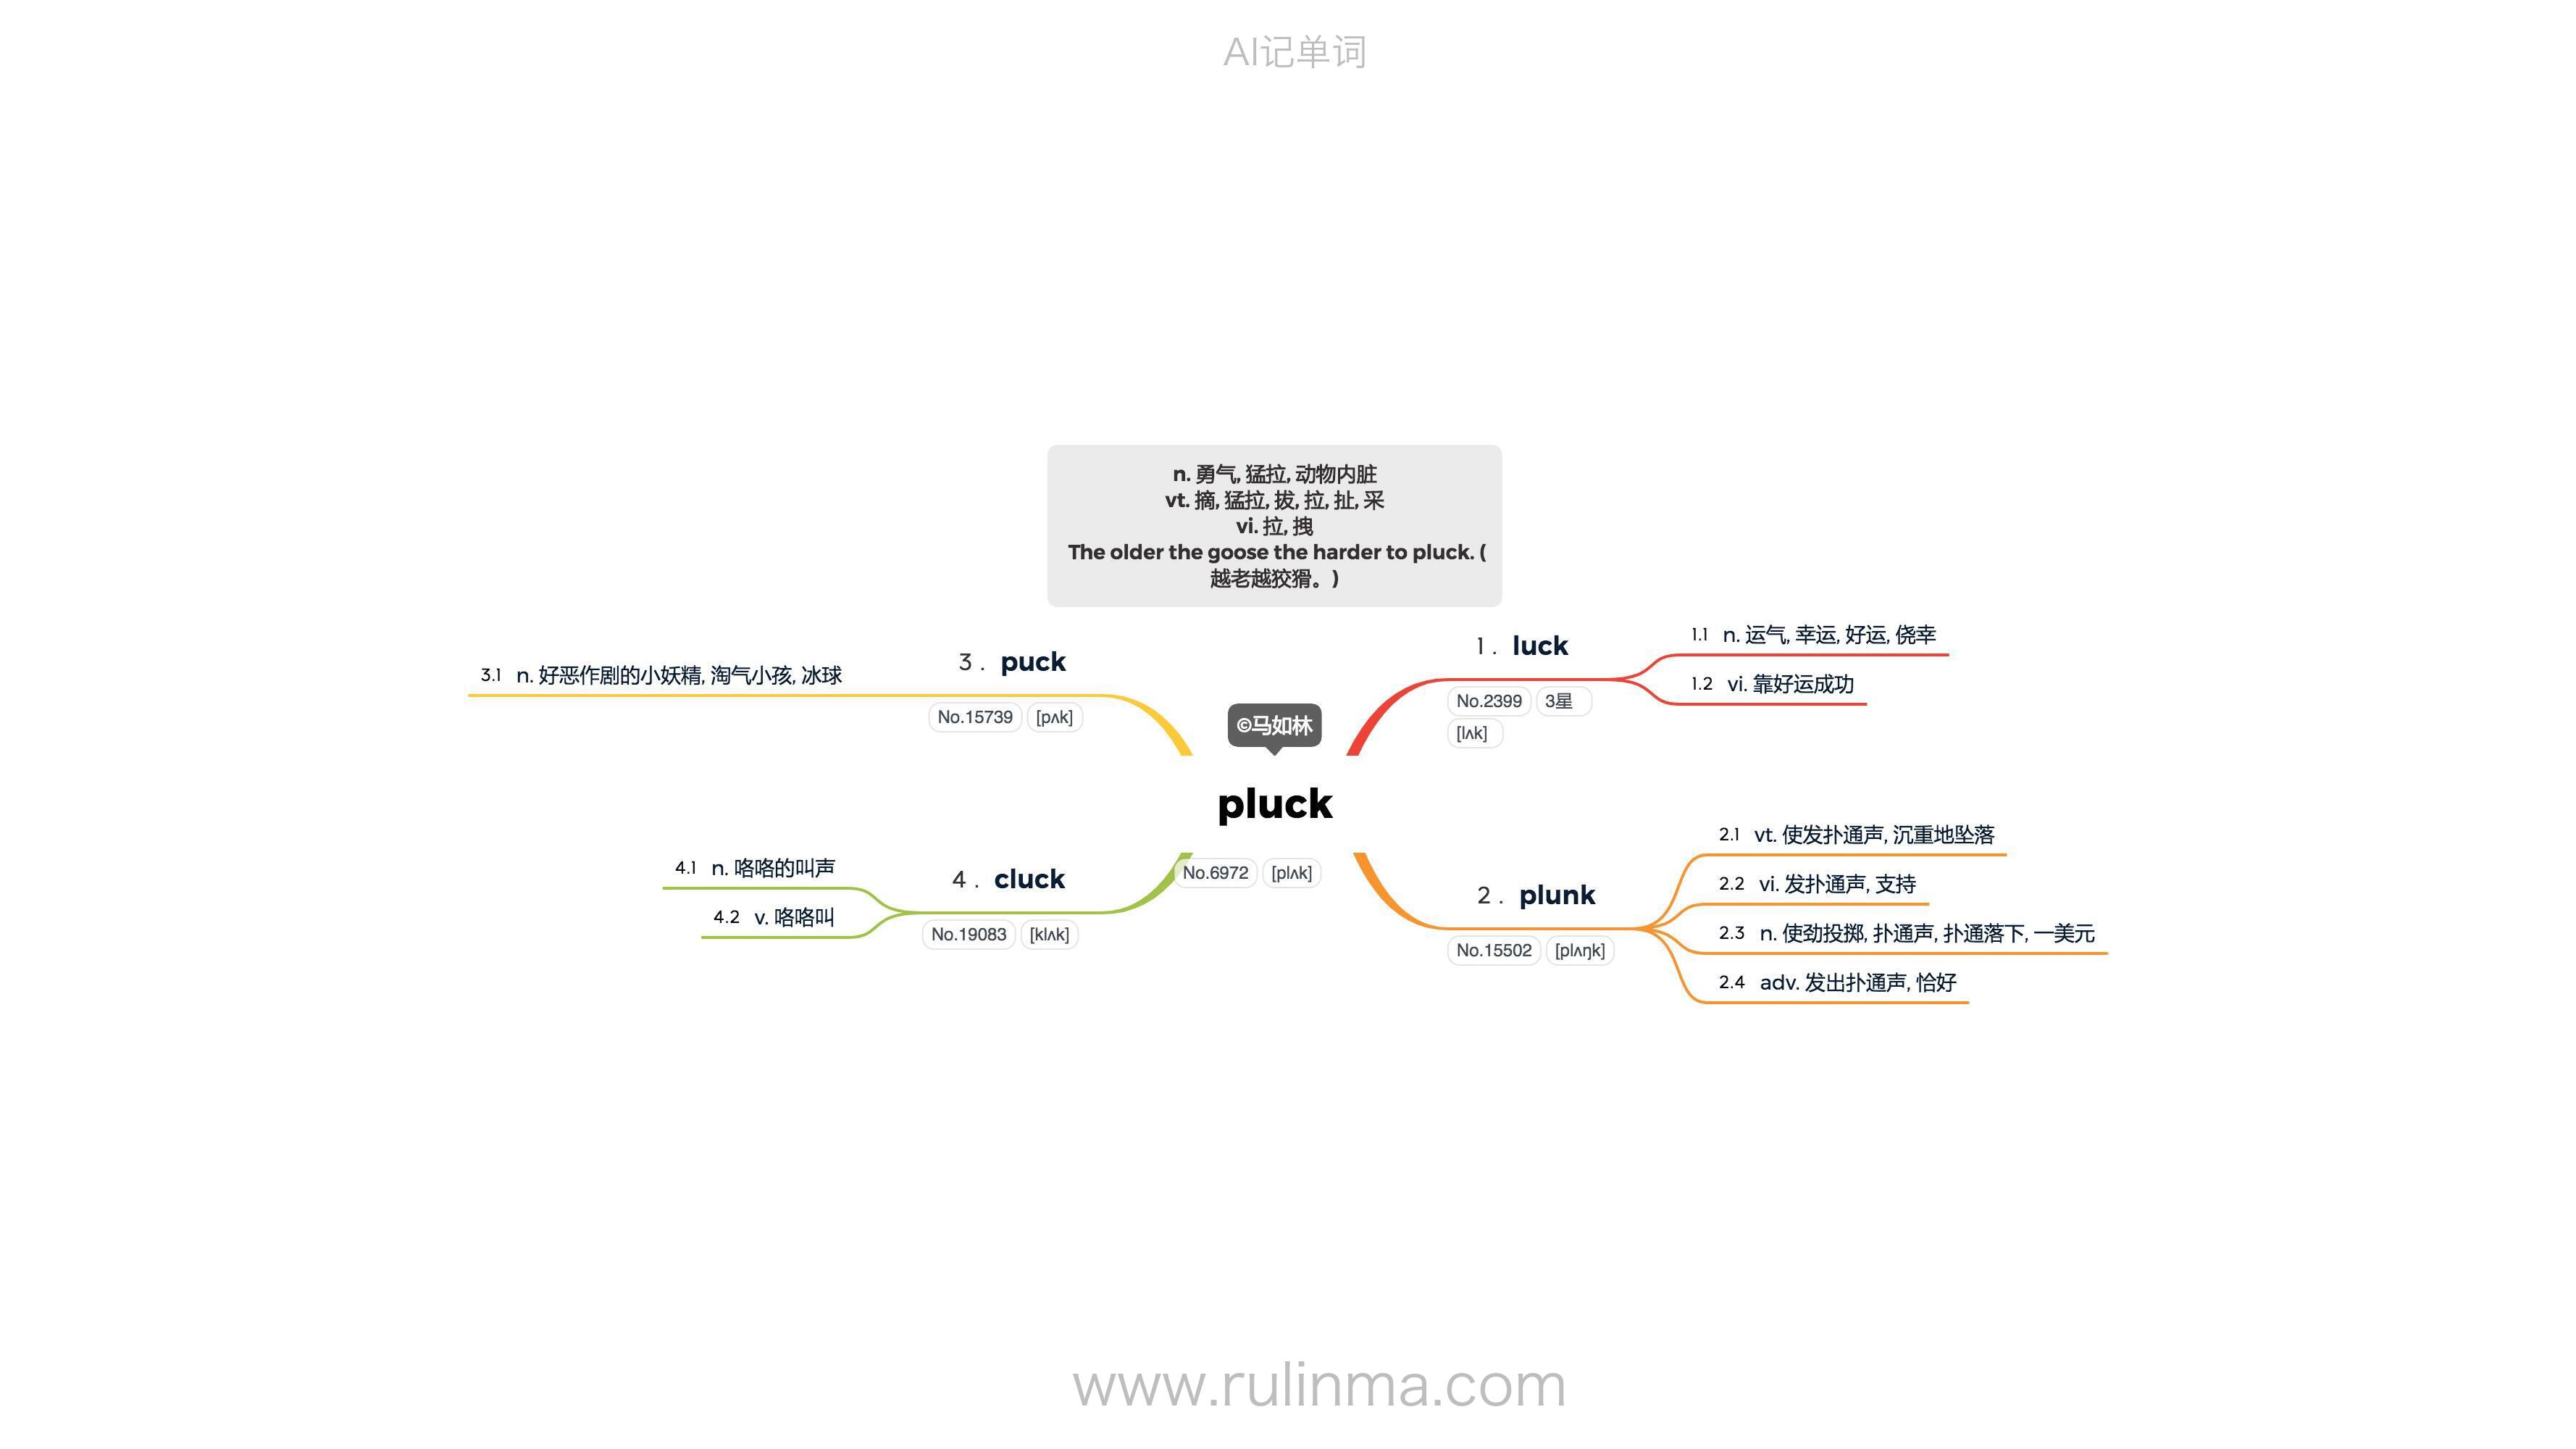 AI记单词
n. 勇气, 猛拉, 动物内脏
vt. 摘, 猛拉, 拔, 拉, 扯, 采
vi. 拉, 拽
The older the goose the harder to pluck. (
越老越狡猾。)
©马如林
pluck
No.6972 [plʌk]
1 . luck
No.2399 3星
[lʌk]
1.1 n. 运气, 幸运, 好运, 侥幸
1.2 vi. 靠好运成功
2 . plunk
No.15502 [plʌŋk]
2.1 vt. 使发扑通声, 沉重地坠落
2.2 vi. 发扑通声, 支持
2.3 n. 使劲投掷, 扑通声, 扑通落下, 一美元
2.4 adv. 发出扑通声, 恰好
3 . puck
No.15739 [pʌk]
3.1 n. 好恶作剧的小妖精, 淘气小孩, 冰球
4 . cluck
No.19083 [klʌk]
4.1 n. 咯咯的叫声
4.2 v. 咯咯叫
www.rulinma.com